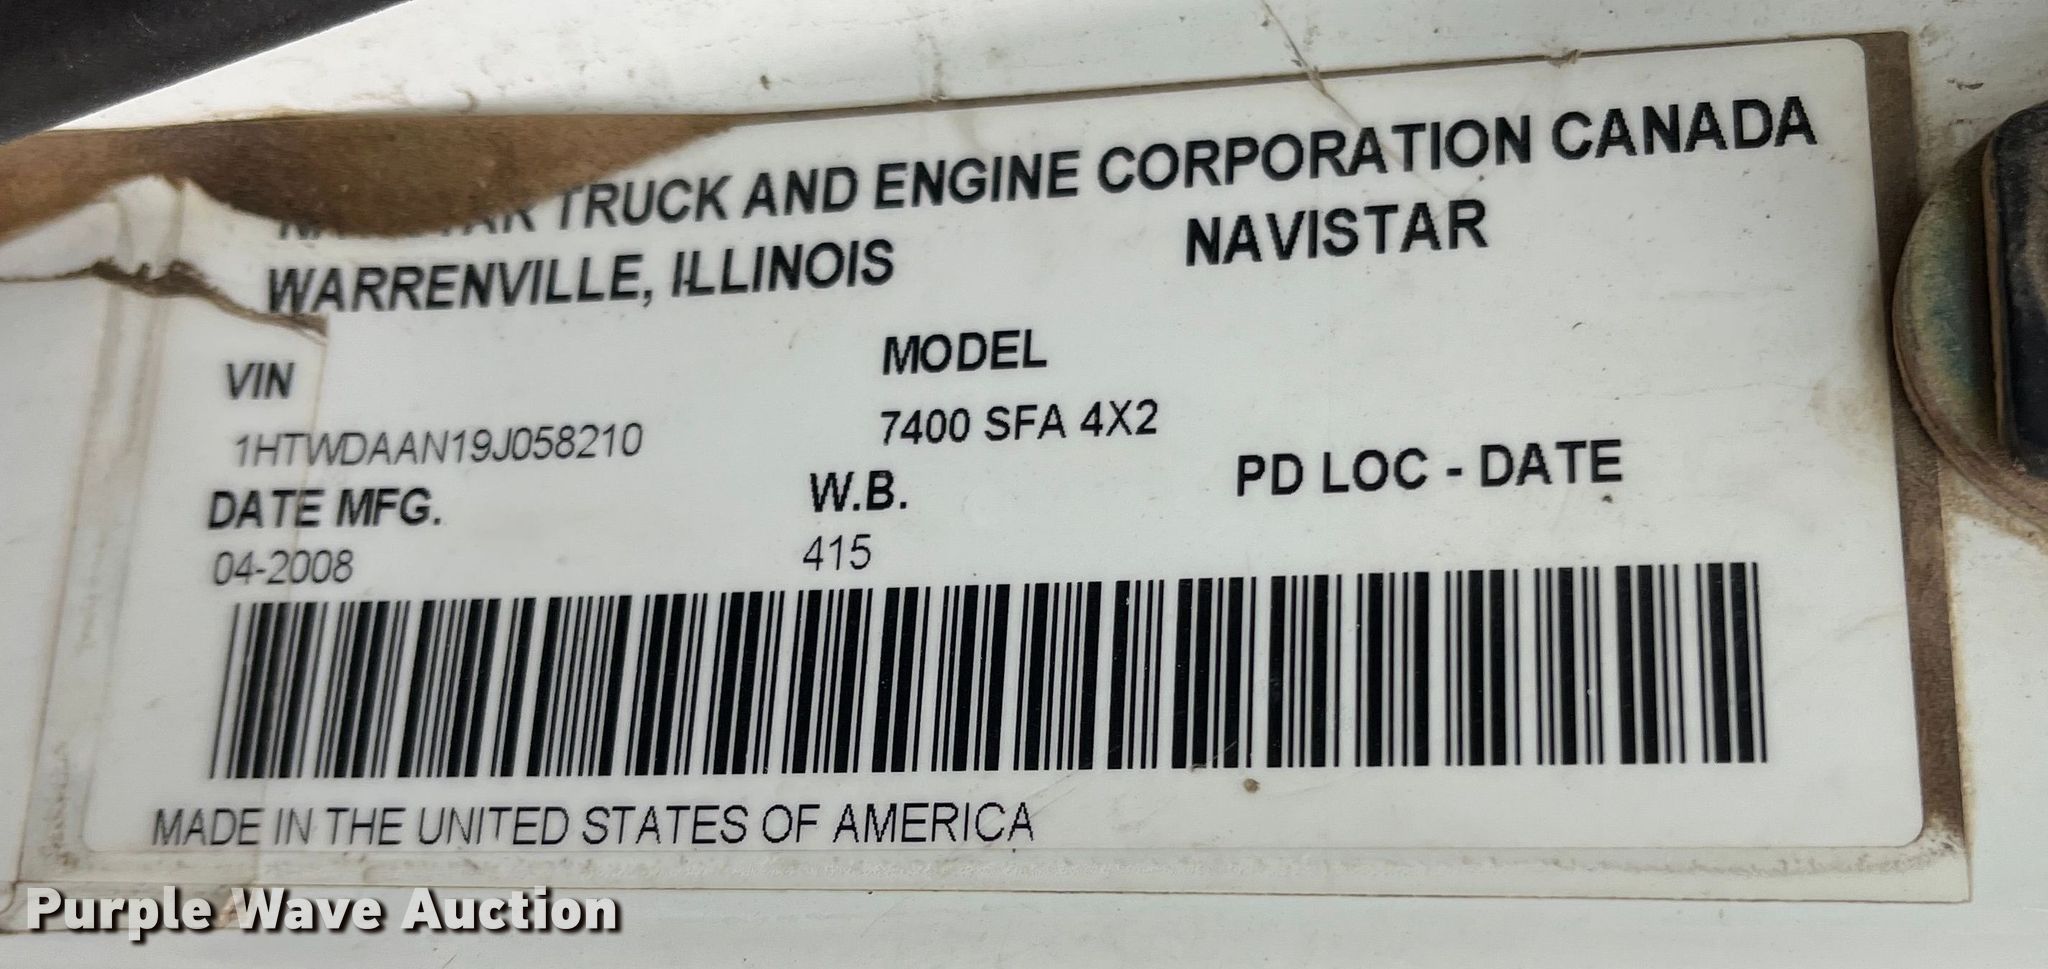 TRUCK AND ENGINE CORPORATION CANADA
WARRENVILLE, ILLINOIS NAVISTAR
VIN MODEL
1HTWDAAN19J058210 7400 SFA 4X2
DATE MFG. W.B. PD LOC - DATE
04-2008 415
MADE IN THE UNITED STATES OF AMERICA
Purple Wave Auction